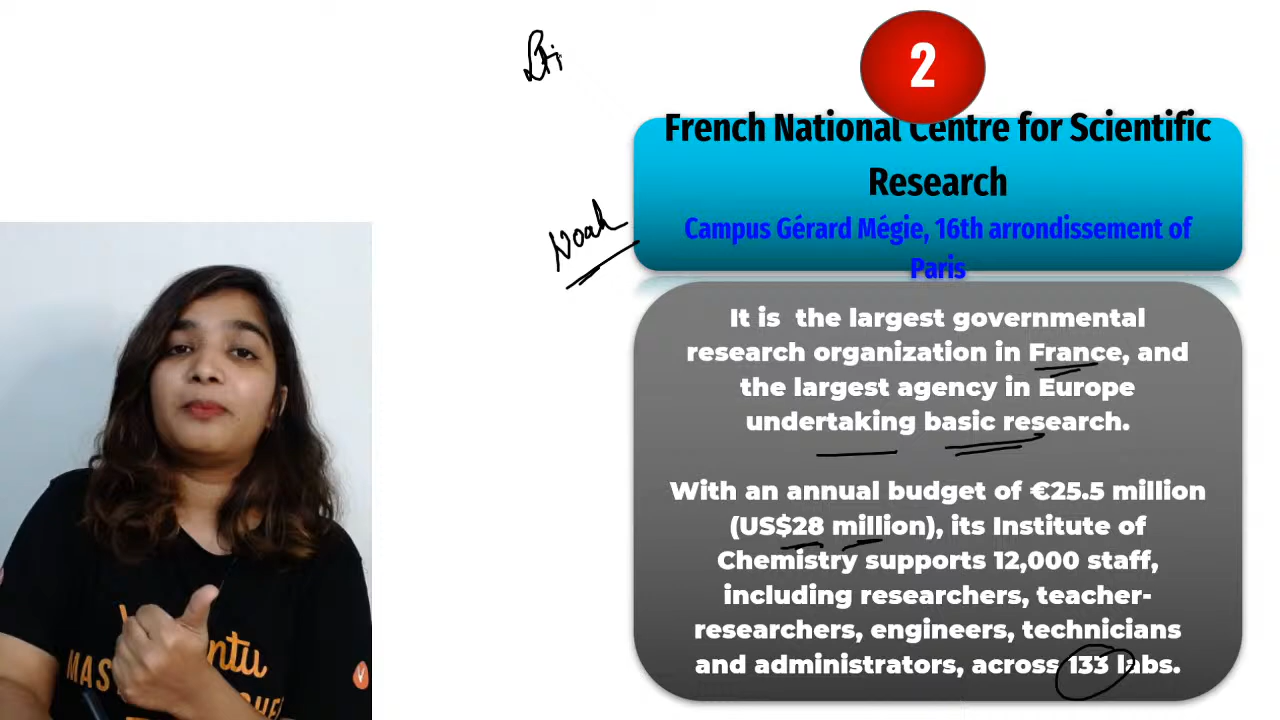 2
French National Centre for Scientific
Research
Campus Gérard Mégie, 16th arrondissement of
Paris
Noah
It is the largest governmental
research organization in France, and
the largest agency in Europe
undertaking basic research.
With an annual budget of €25.5 million
(US$28 million), its Institute of
Chemistry supports 12,000 staff,
including researchers, teacher-
researchers, engineers, technicians
and administrators, across 133 labs.